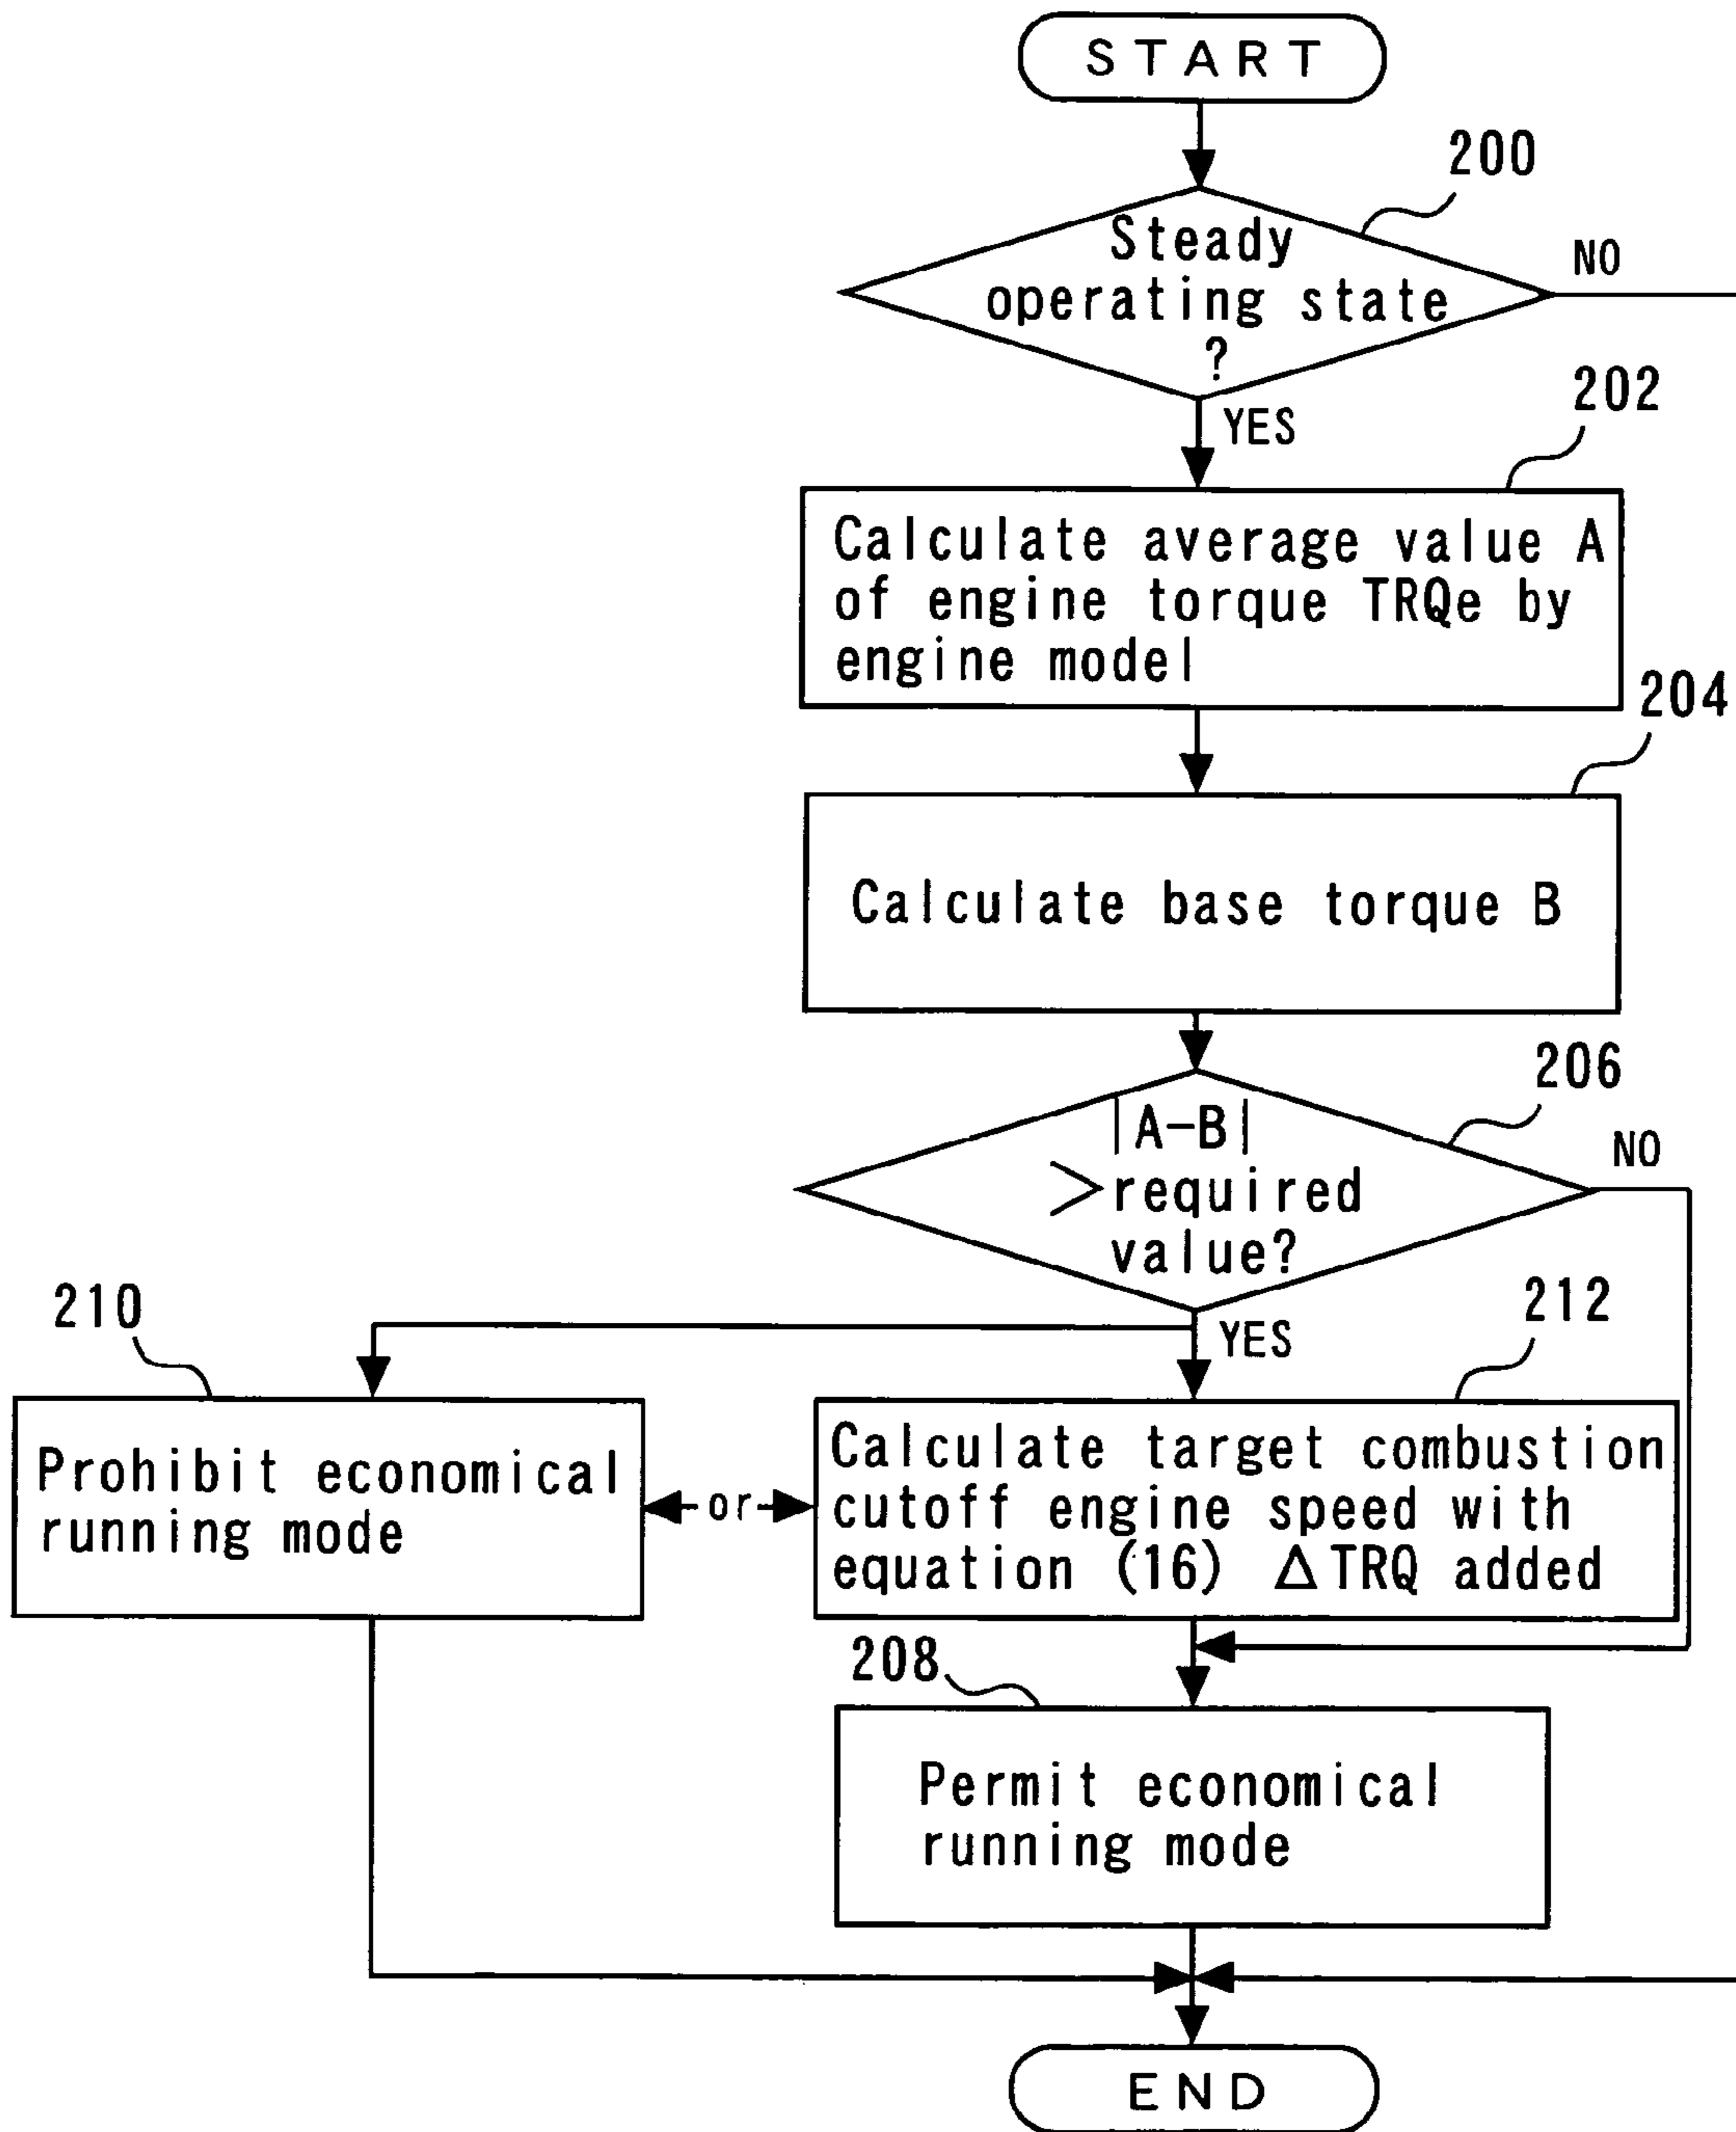 START
200
Steady
operating state
?
NO
YES
202
Calculate average value A
of engine torque TRQe by
engine model
204
Calculate base torque B
206
|A-B|
>required
value?
NO
YES
210
212
Prohibit economical
running mode
or
Calculate target combustion
cutoff engine speed with
equation (16) ΔTRQ added
208
Permit economical
running mode
END